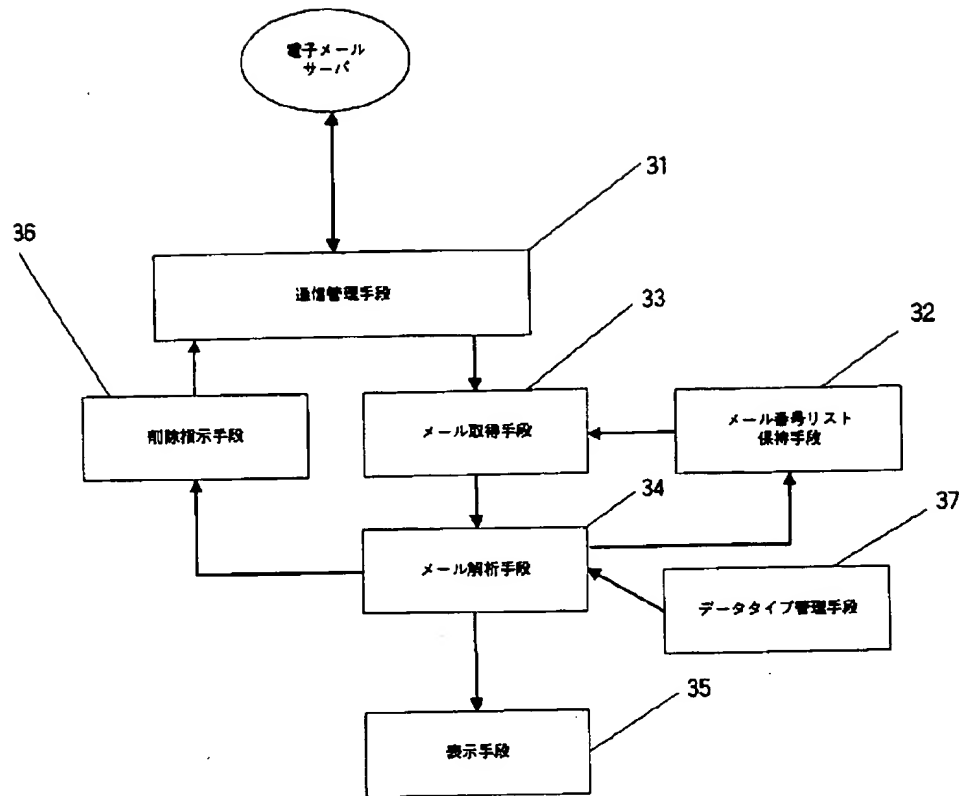 電子メール
サーバ
31
36
通信管理手段
33
32
削除指示手段
メール取得手段
メール番号リスト
保持手段
34
37
メール解析手段
データタイプ管理手段
35
表示手段